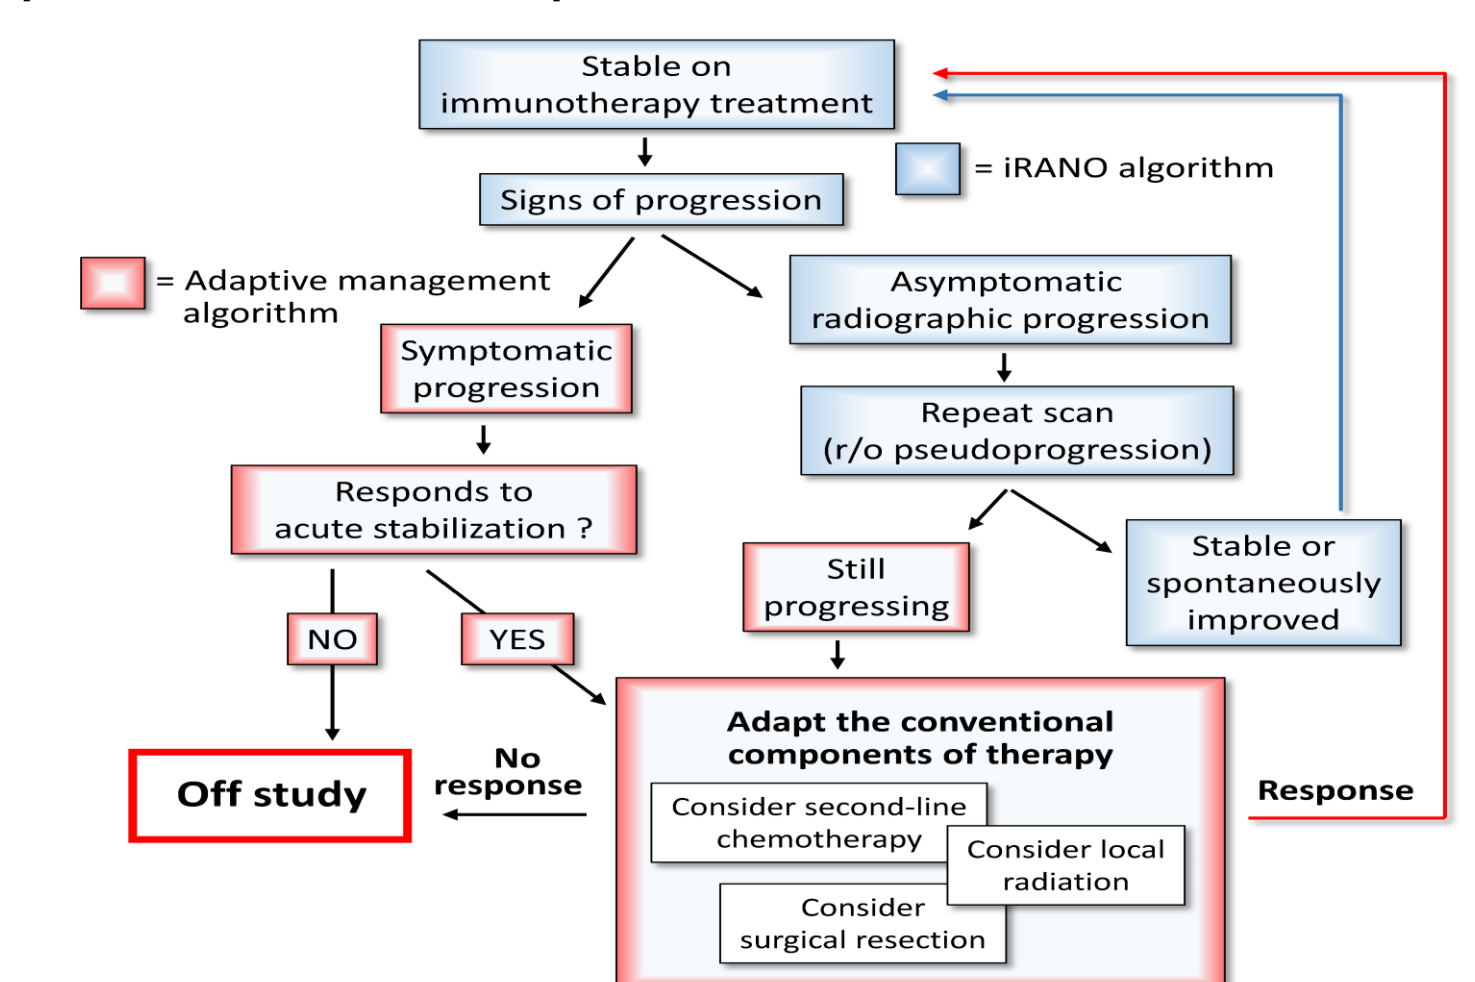 Stable on
immunotherapy treatment
= iRANO algorithm
Signs of progression
= Adaptive management
algorithm
Asymptomatic
radiographic progression
Symptomatic
progression
Repeat scan
(r/o pseudoprogression)
Responds to
acute stabilization ?
Still
progressing
Stable or
spontaneously
improved
NO
YES
Adapt the conventional
components of therapy
Off study
No
response
Consider second-line
chemotherapy
Consider local
radiation
Consider
surgical resection
Response